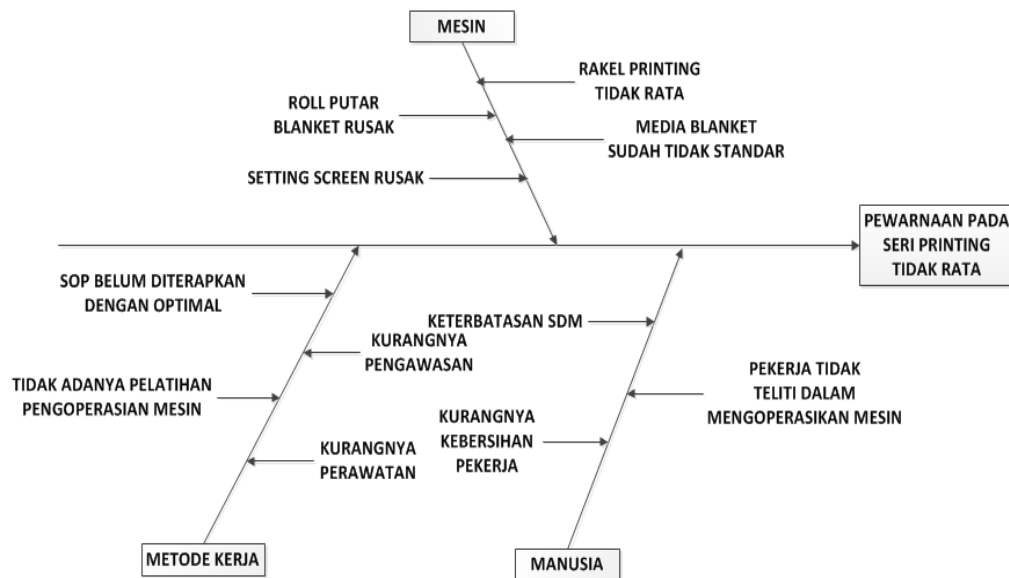 MESIN
RAKEL PRINTING
TIDAK RATA
ROLL PUTAR
BLANKET RUSAK
MEDIA BLANKET
SUDAH TIDAK STANDAR
SETTING SCREEN RUSAK
PEWARNAAN PADA
SERI PRINTING
TIDAK RATA
SOP BELUM DITERAPKAN
DENGAN OPTIMAL
KURANGNYA
PENGAWASAN
TIDAK ADANYA PELATIHAN
PENGOPERASIAN MESIN
KURANGNYA
PERAWATAN
METODE KERJA
KETERBATASAN SDM
PEKERJA TIDAK
TELITI DALAM
MENGOPERASIKAN MESIN
KURANGNYA
KEBERSIHAN
PEKERJA
MANUSIA